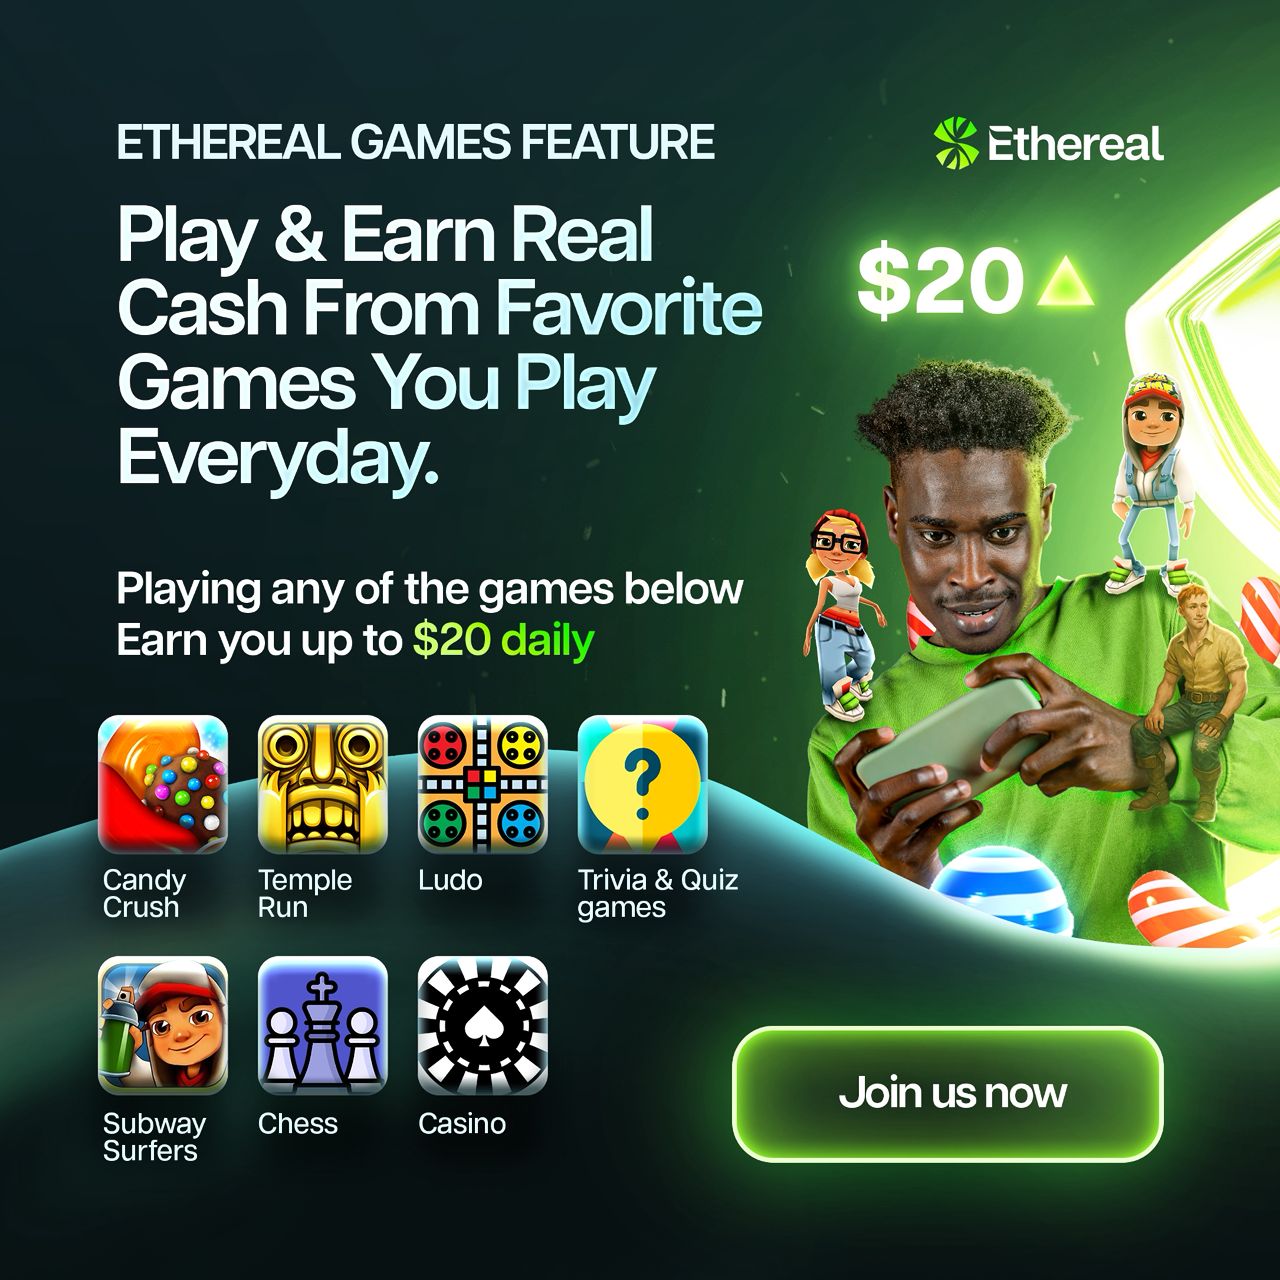 ETHEREAL GAMES FEATURE
Ethereal
Play & Earn Real
Cash From Favorite
Games You Play
Everyday.
$20
Playing any of the games below
Earn you up to $20 daily
Candy
Crush
Temple
Run
Ludo
Trivia & Quiz
games
Subway
Surfers
Chess
Casino
Join us now